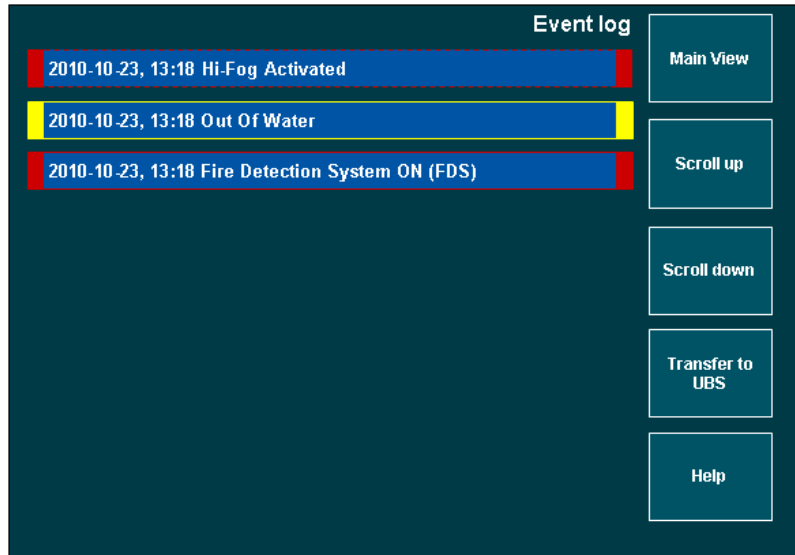 Event log
2010-10-23, 13:18 Hi-Fog Activated
2010-10-23, 13:18 Out Of Water
2010-10-23, 13:18 Fire Detection System ON (FDS)
Main View
Scroll up
Scroll down
Transfer to
UBS
Help